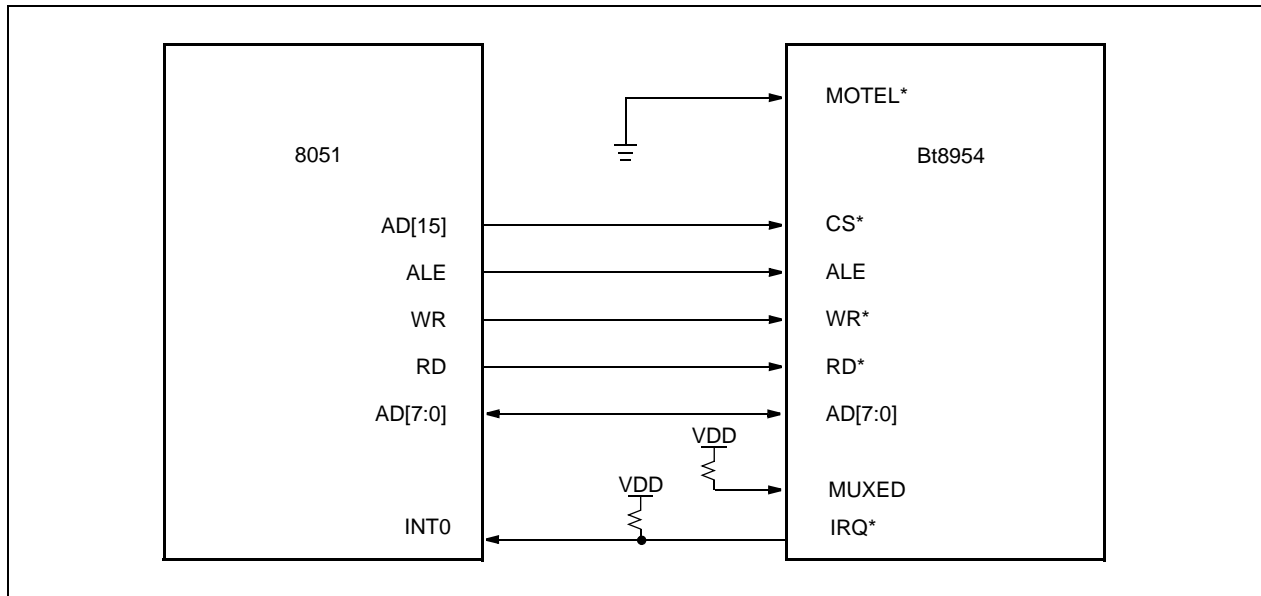 MOTEL*
8051
Bt8954
AD[15]
CS*
ALE
ALE
WR
WR*
RD
RD*
AD[7:0]
AD[7:0]
VDD
MUXED
VDD
INT0
IRQ*